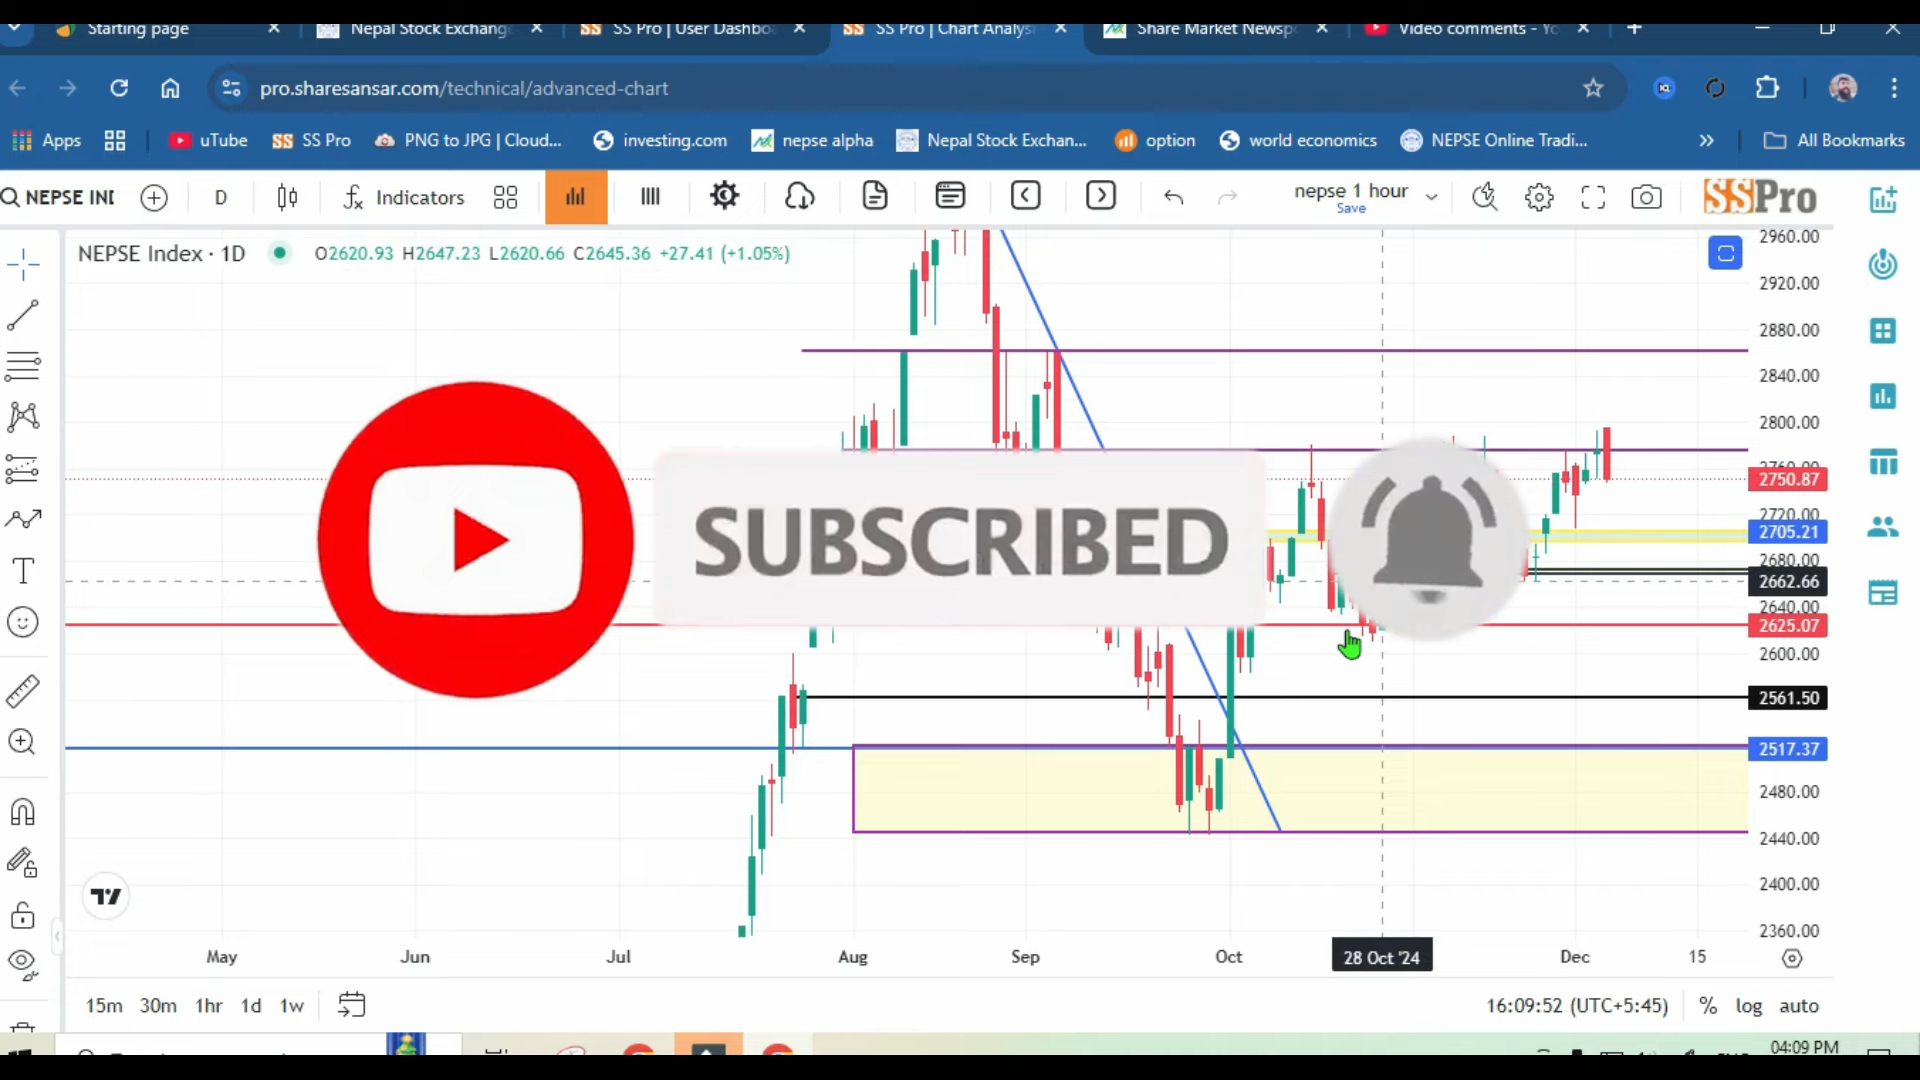 Starting page
Nepal Stock Exchang
SS Pro | User Dashbo
SS Pro | Chart Analys
Share Market Newsp
Video comments - Yo
pro.sharesansar.com/technical/advanced-chart
Apps
uTube
SS Pro
PNG to JPG | Cloud...
investing.com
nepse alpha
Nepal Stock Exchan...
option
world economics
NEPSE Online Tradi...
All Bookmarks
NEPSE INI
D
Indicators
nepse 1 hour
Save
SSPro
NEPSE Index · 1D
O2620.93 H2647.23 L2620.66 C2645.36 +27.41 (+1.05%)
2960.00
2920.00
2880.00
2840.00
2800.00
2760.00
2750.87
2720.00
2705.21
2680.00
2662.66
2640.00
2625.07
2600.00
2561.50
2517.37
2480.00
2440.00
2400.00
2360.00
SUBSCRIBED
May
Jun
Jul
Aug
Sep
Oct
28 Oct '24
Dec
15
15m 30m 1hr 1d 1w
16:09:52 (UTC+5:45)
% log auto
04:09 PM